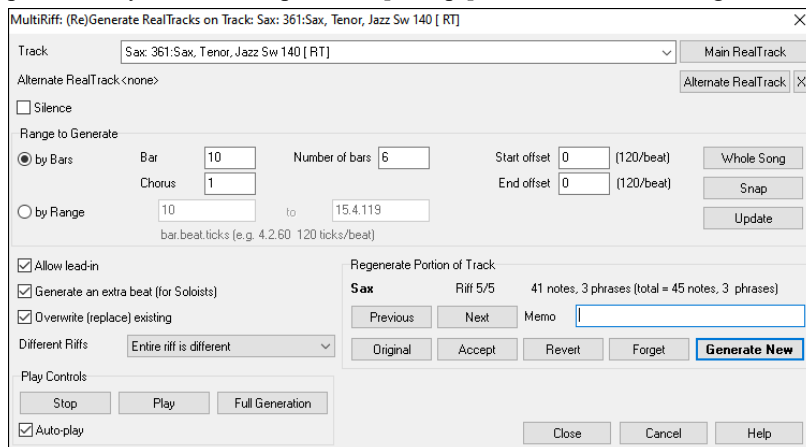 MultiRiff: (Re)Generate RealTracks on Track: Sax: 361:Sax, Tenor, Jazz Sw 140 [ RT] X
Track Sax: 361:Sax, Tenor, Jazz Sw 140 [ RT] Main RealTrack
Alternate RealTrack <none> Alternate RealTrack X
Silence
Range to Generate
by Bars Bar 10 Number of bars 6 Start offset 0 (120/beat) Whole Song
Chorus 1 End offset 0 (120/beat) Snap
by Range 10 to 15.4.119 Update
bar.beat.ticks (e.g. 4.2.60 120 ticks/beat)
Allow lead-in Regenerate Portion of Track
Generate an extra beat (for Soloists) Sax Riff 5/5 41 notes, 3 phrases (total = 45 notes, 3 phrases)
Overwrite (replace) existing Previous Next Memo
Different Riffs Entire riff is different Original Accept Revert Forget Generate New
Play Controls
Stop Play Full Generation
Auto-play Close Cancel Help